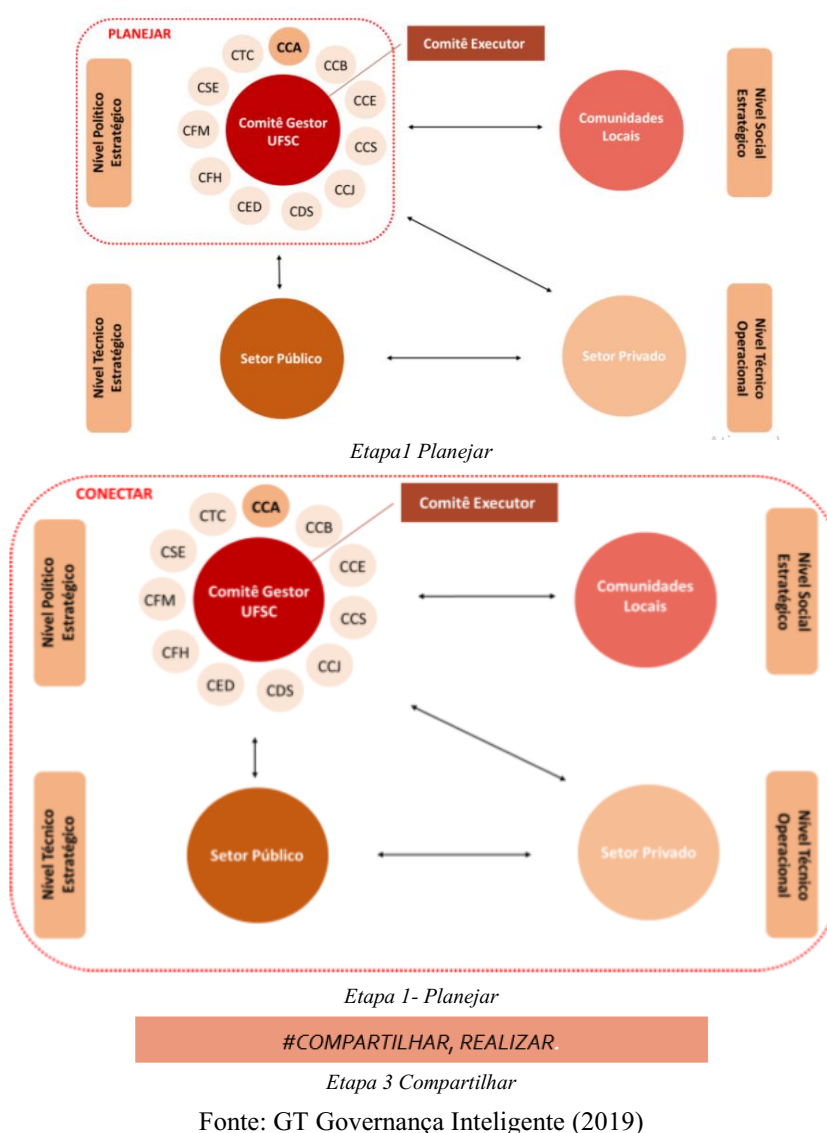 PLANEJAR
CCA
Comitê Executor
CTC
CCB
CSE
CCE
Nível Político
Estratégico
CFM
Comitê Gestor
UFSC
Comunidades
Locais
Nível Social
Estratégico
CCS
CFH
CCJ
CED
CDS
Nível Técnico
Estratégico
Setor Público
Setor Privado
Nível Técnico
Operacional
Etapa1 Planejar
CONECTAR
CCA
Comitê Executor
CTC
CCB
CSE
CCE
Nível Político
Estratégico
CFM
Comitê Gestor
UFSC
Comunidades
Locais
Nível Social
Estratégico
CCS
CFH
CCJ
CED
CDS
Nível Técnico
Estratégico
Setor Público
Setor Privado
Nível Técnico
Operacional
Etapa 1- Planejar
#COMPARTILHAR, REALIZAR.
Etapa 3 Compartilhar
Fonte: GT Governança Inteligente (2019)